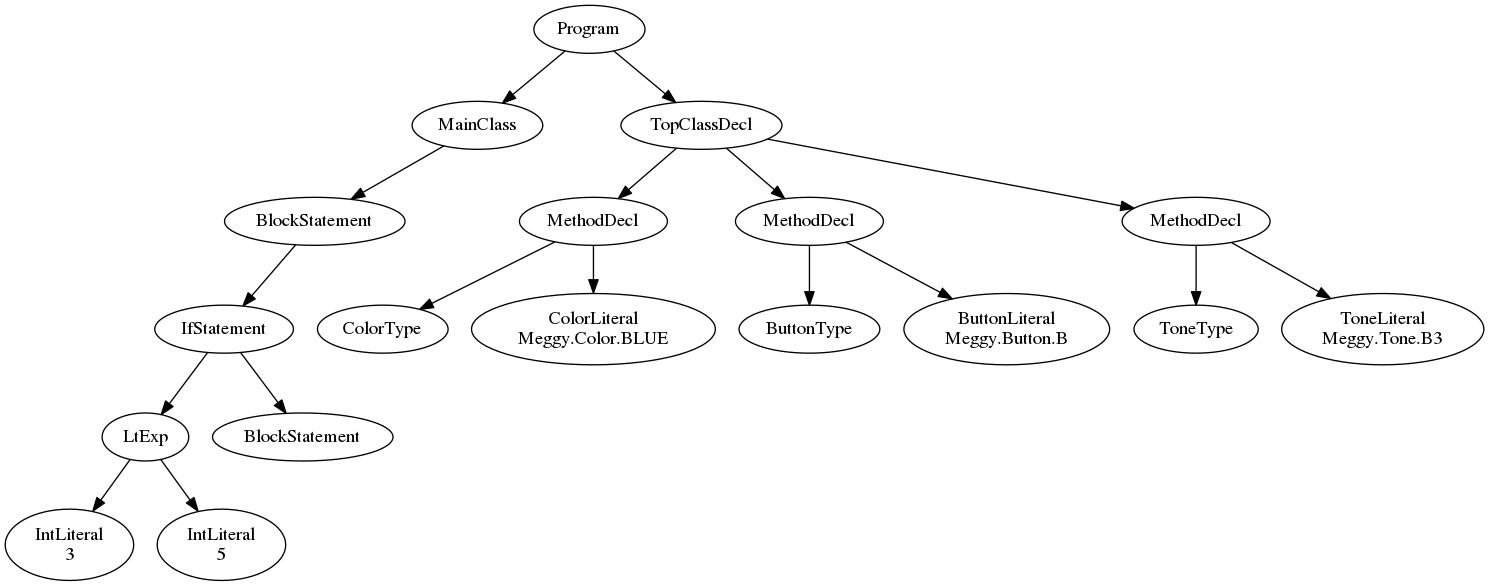 Program
MainClass
TopClassDecl
BlockStatement
MethodDecl
MethodDecl
MethodDecl
IfStatement
ColorType
ColorLiteral
Meggy.Color.BLUE
ButtonType
ButtonLiteral
Meggy.Button.B
ToneType
ToneLiteral
Meggy.Tone.B3
LtExp
BlockStatement
IntLiteral
3
IntLiteral
5